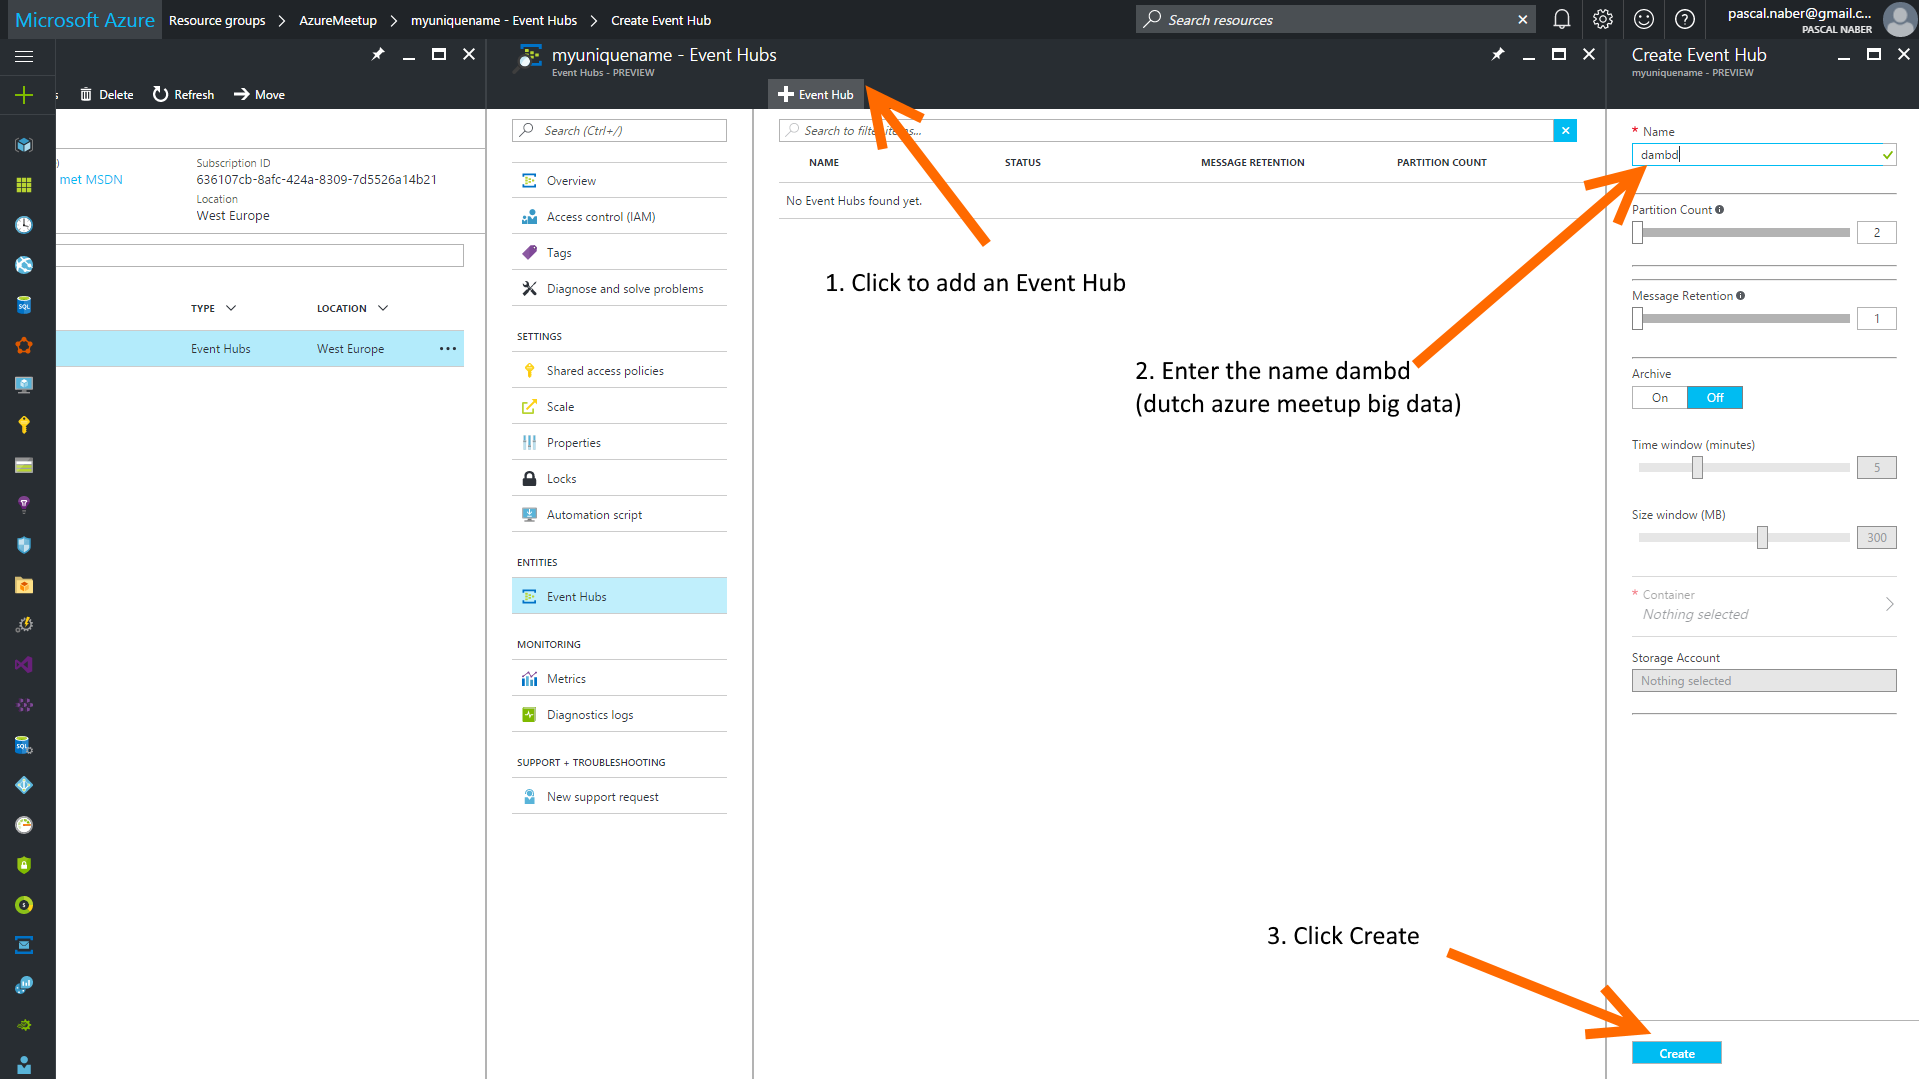 Microsoft Azure
Resource groups > AzureMeetup > myuniquename - Event Hubs > Create Event Hub
Search resources
pascal.naber@gmail.c...
PASCAL NABER
s
Delete
Refresh
Move
)
met MSDN
Subscription ID
636107cb-8afc-424a-8309-7d5526a14b21
Location
West Europe
TYPE
LOCATION
Event Hubs
West Europe
myuniquename - Event Hubs
Event Hubs - PREVIEW
Search (Ctrl+/)
Overview
Access control (IAM)
Tags
Diagnose and solve problems
SETTINGS
Shared access policies
Scale
Properties
Locks
Automation script
ENTITIES
Event Hubs
MONITORING
Metrics
Diagnostics logs
SUPPORT + TROUBLESHOOTING
New support request
Event Hub
Search to filter items...
NAME
STATUS
MESSAGE RETENTION
PARTITION COUNT
No Event Hubs found yet.
1. Click to add an Event Hub
2. Enter the name dambd
(dutch azure meetup big data)
3. Click Create
Create Event Hub
myuniquename - PREVIEW
* Name
dambd
Partition Count
2
Message Retention
1
Archive
On
Off
Time window (minutes)
5
Size window (MB)
300
* Container
Nothing selected
Storage Account
Nothing selected
Create